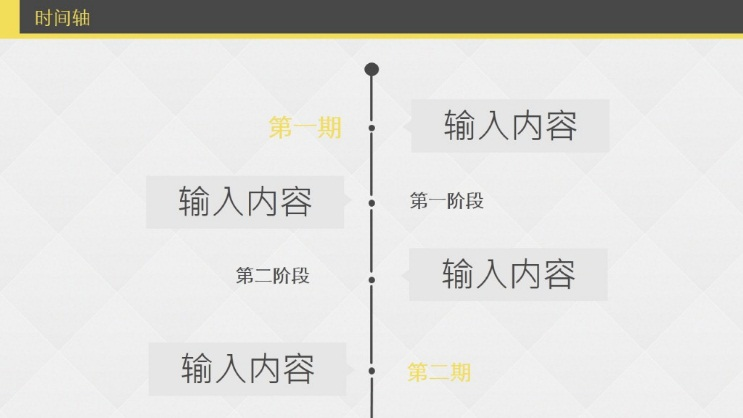 时间轴
第一期
输入内容
输入内容
第一阶段
第二阶段
输入内容
输入内容
第二期